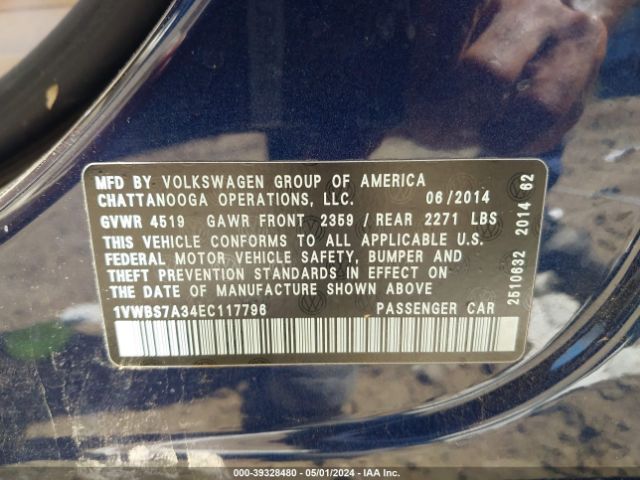 MFD BY VOLKSWAGEN GROUP OF AMERICA
CHATTANOOGA OPERATIONS, LLC. 06/2014
GVWR 4519 GAWR FRONT 2359 / REAR 2271 LBS
THIS VEHICLE CONFORMS TO ALL APPLICABLE U.S.
FEDERAL MOTOR VEHICLE SAFETY, BUMPER AND
THEFT PREVENTION STANDARDS IN EFFECT ON
THE DATE OF MANUFACTURE SHOWN ABOVE
1VWBS7A34EC117796 PASSENGER CAR
2510632 2014 62
000-39328480 - 05/01/2024 - IAA Inc.